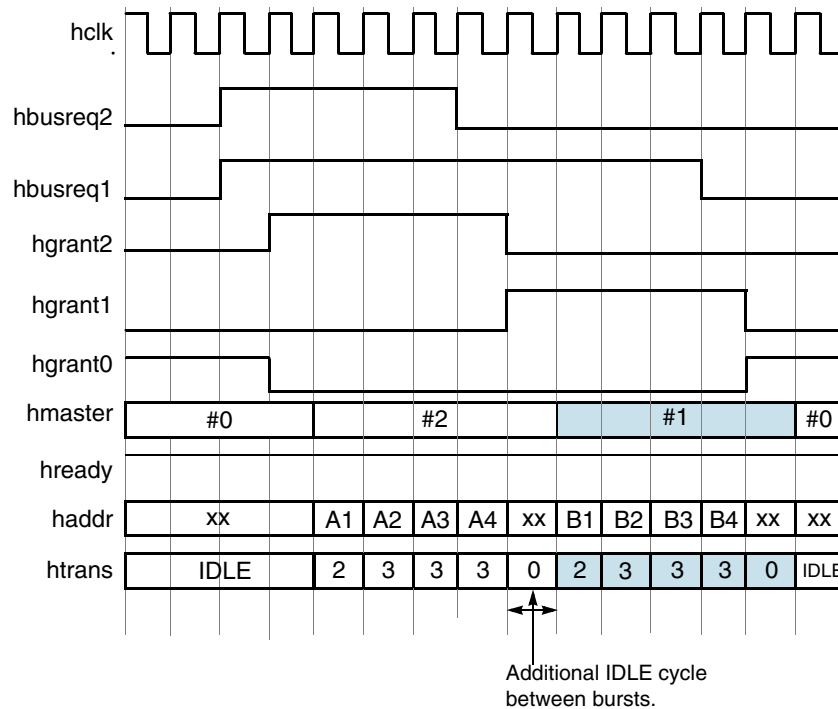 hclk
hbusreq2
hbusreq1
hgrant2
hgrant1
hgrant0
hmaster #0 #2 #1 #0
hready
haddr xx A1 A2 A3 A4 xx B1 B2 B3 B4 xx xx
htrans IDLE 2 3 3 3 0 2 3 3 3 0 IDLE
Additional IDLE cycle
between bursts.